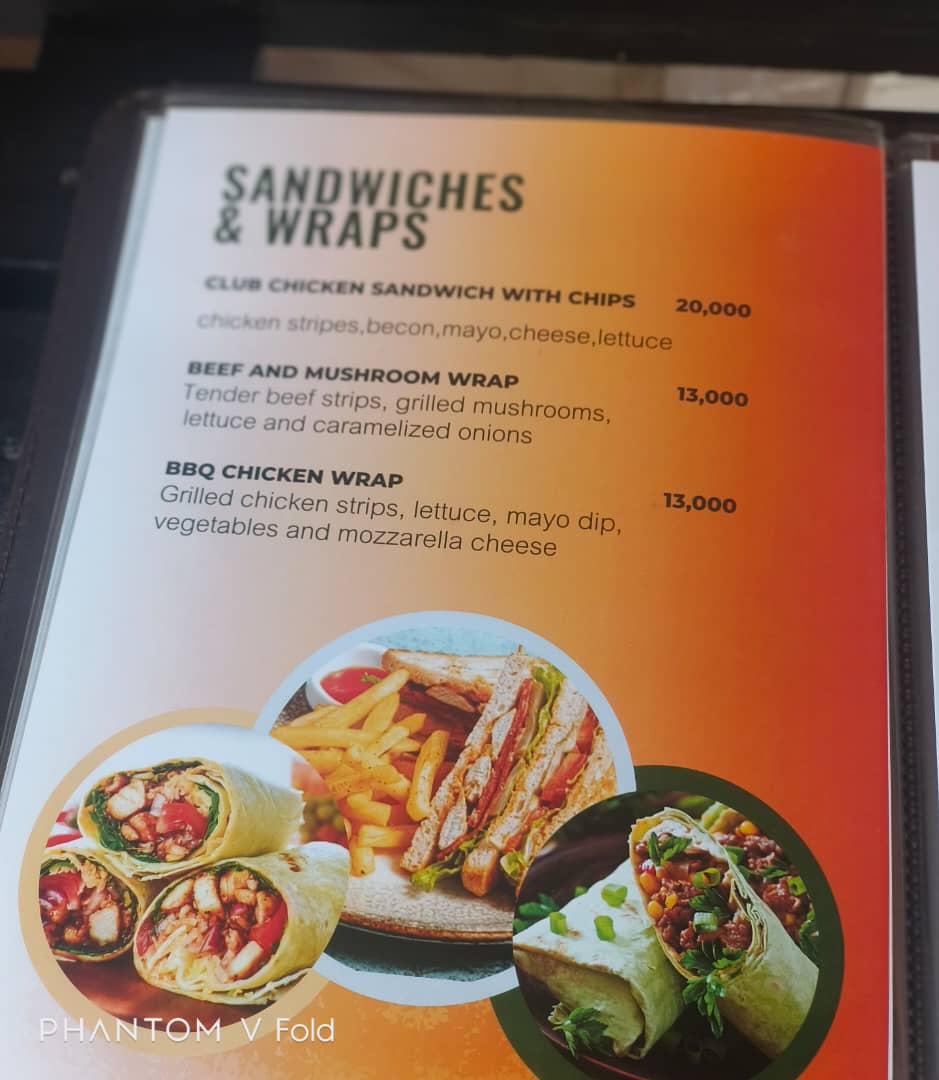 SANDWICHES
& WRAPS
CLUB CHICKEN SANDWICH WITH CHIPS 20,000
chicken stripes,becon,mayo,cheese,lettuce
BEEF AND MUSHROOM WRAP 13,000
Tender beef strips, grilled mushrooms,
lettuce and caramelized onions
BBQ CHICKEN WRAP 13,000
Grilled chicken strips, lettuce, mayo dip,
vegetables and mozzarella cheese
PHANTOM V Fold